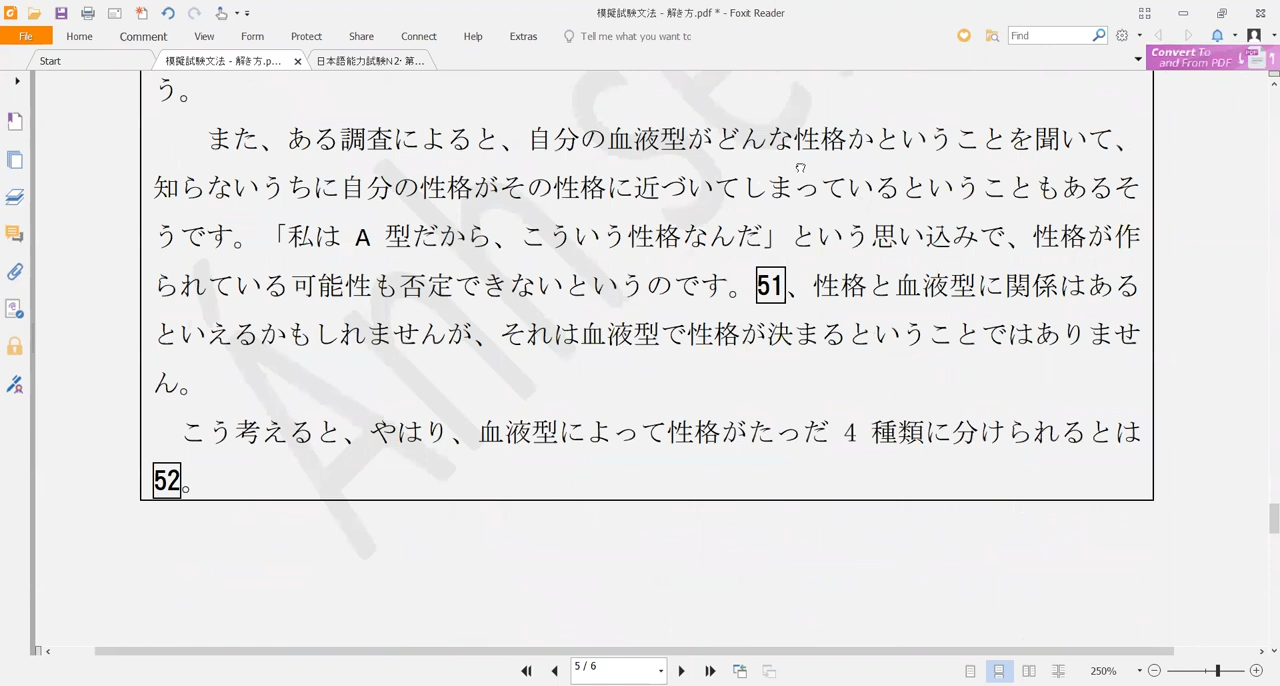 模擬試験文法 - 解き方.pdf * - Foxit Reader
File Home Comment View Form Protect Share Connect Help Extras Tell me what you want tc Find
Start 模擬試験文法 - 解き方.p... 日本語能力試験N2· 第...
Convert To
and From PDF
う。
また、ある調査によると、自分の血液型がどんな性格かということを聞いて、
知らないうちに自分の性格がその性格に近づいてしまっているということもあるそ
うです。「私は A 型だから、こういう性格なんだ」という思い込みで、性格が作
られている可能性も否定できないというのです。51、性格と血液型に関係はある
といえるかもしれませんが、それは血液型で性格が決まるということではありませ
ん。
こう考えると、やはり、血液型によって性格がたっだ 4 種類に分けられるとは
52。
Ánh se
5 / 6 250%